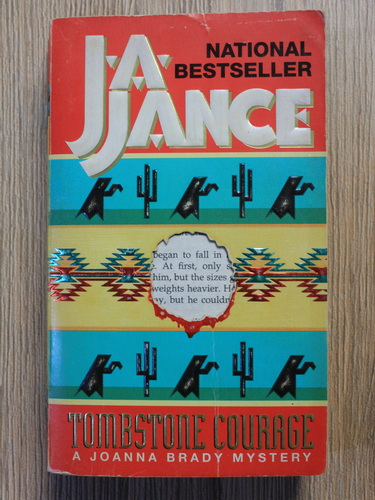 J.A.
JANCE
NATIONAL
BESTSELLER
began to fall in
. At first, only s
him, but the sizes
weights heavier. He
ay, but he couldn
TOMBSTONE COURAGE
A JOANNA BRADY MYSTERY